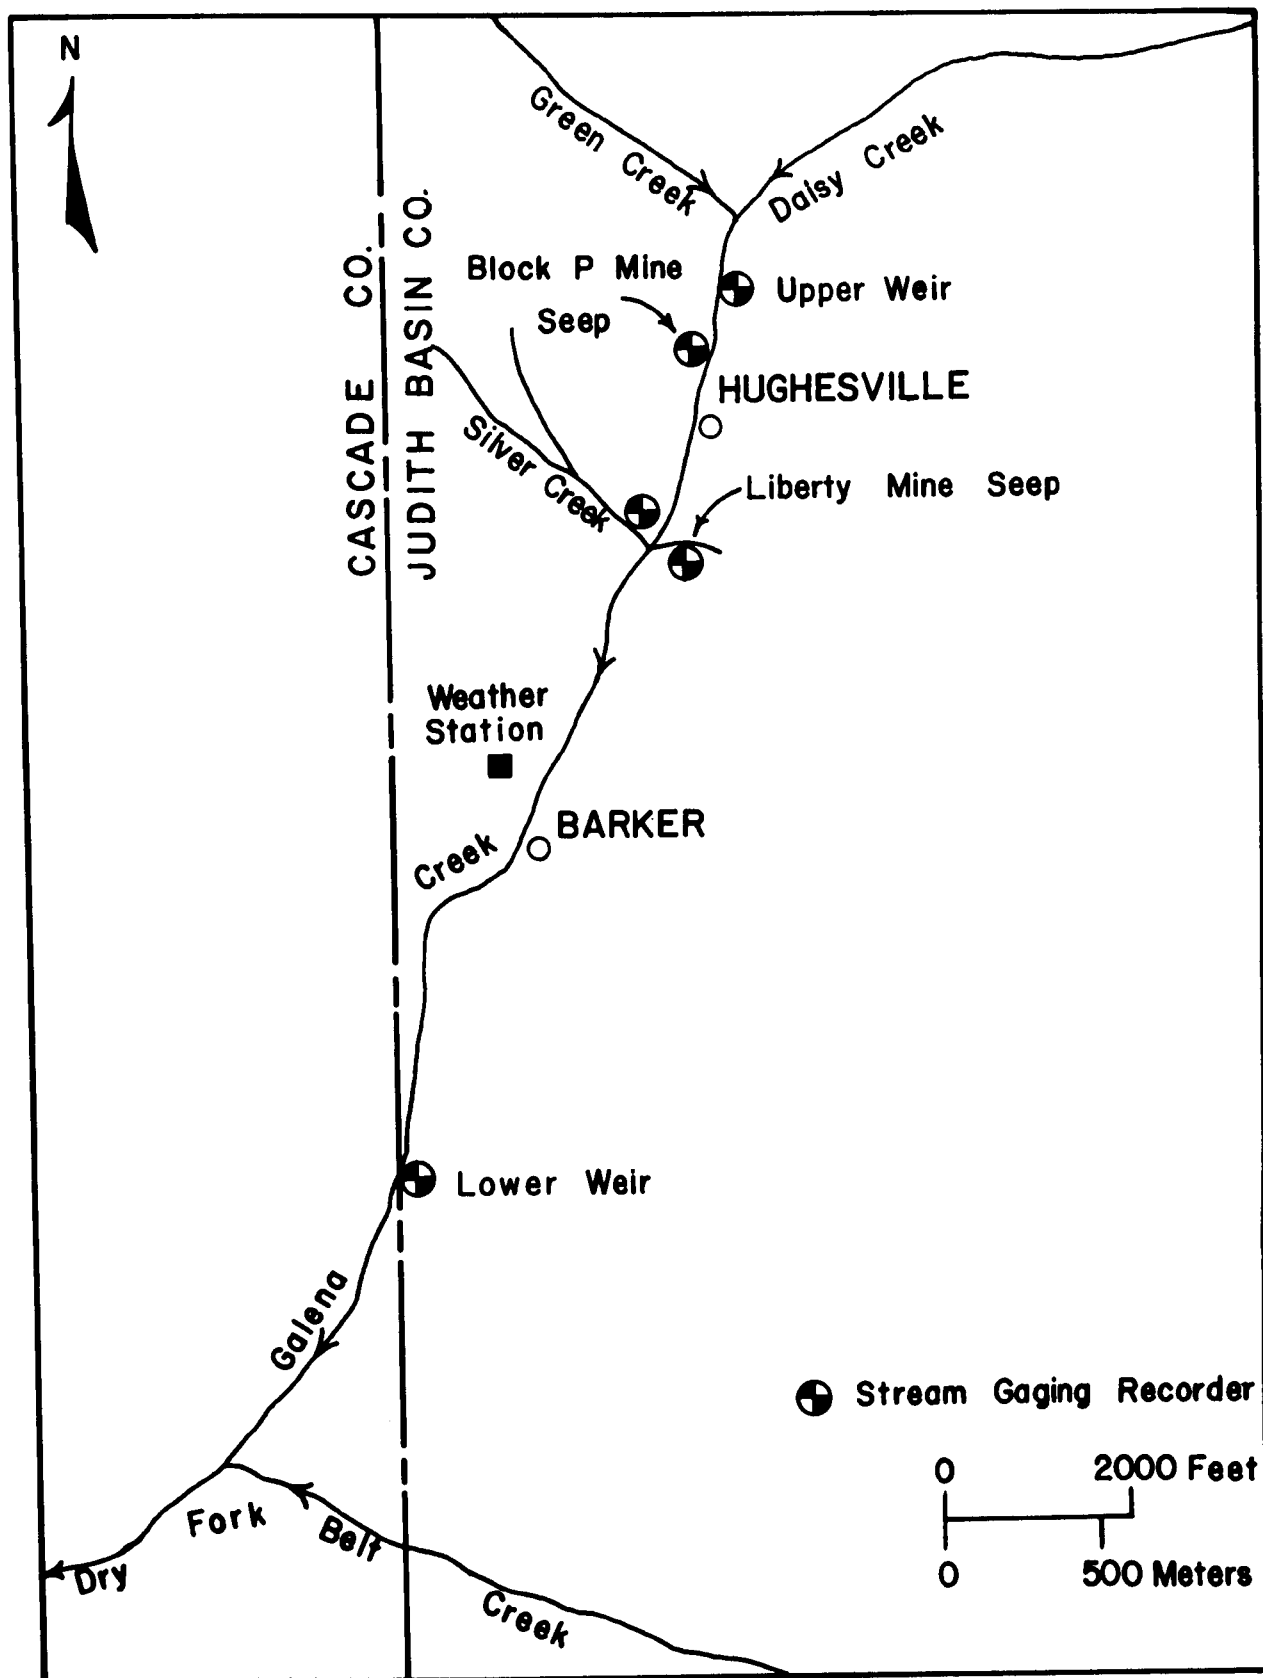 N
Green Creek
Daisy Creek
CASCADE CO.
JUDITH BASIN CO.
Block P Mine
Seep
Upper Weir
HUGHESVILLE
Silver Creek
Liberty Mine Seep
Weather
Station
BARKER
Creek
Lower Weir
Galena
Stream Gaging Recorder
0 2000 Feet
0 500 Meters
Dry Fork Belt Creek